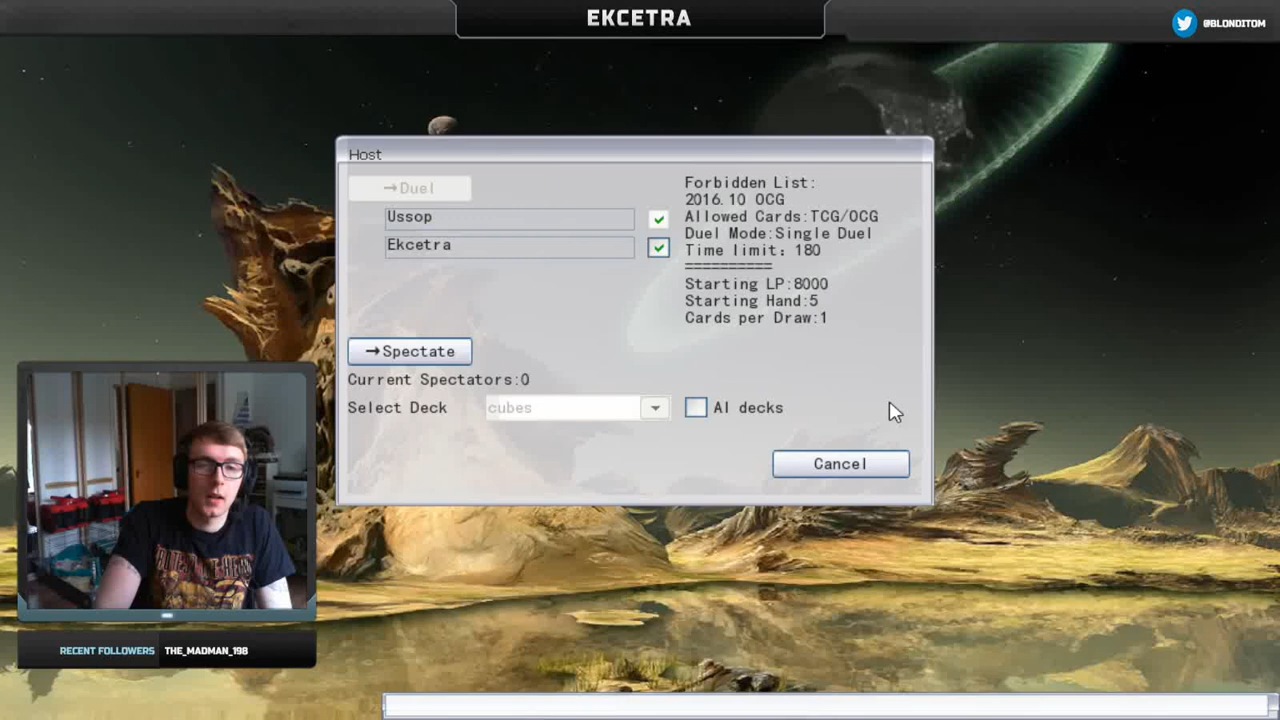 EKCETRA
@BLONDITOM
Host
→Duel
Ussop
Ekcetra
Forbidden List:
2016.10 OCG
Allowed Cards:TCG/OCG
Duel Mode:Single Duel
Time limit: 180
==========
Starting LP:8000
Starting Hand:5
Cards per Draw:1
→Spectate
Current Spectators:0
Select Deck cubes AI decks
Cancel
RECENT FOLLOWERS THE_MADMAN_198